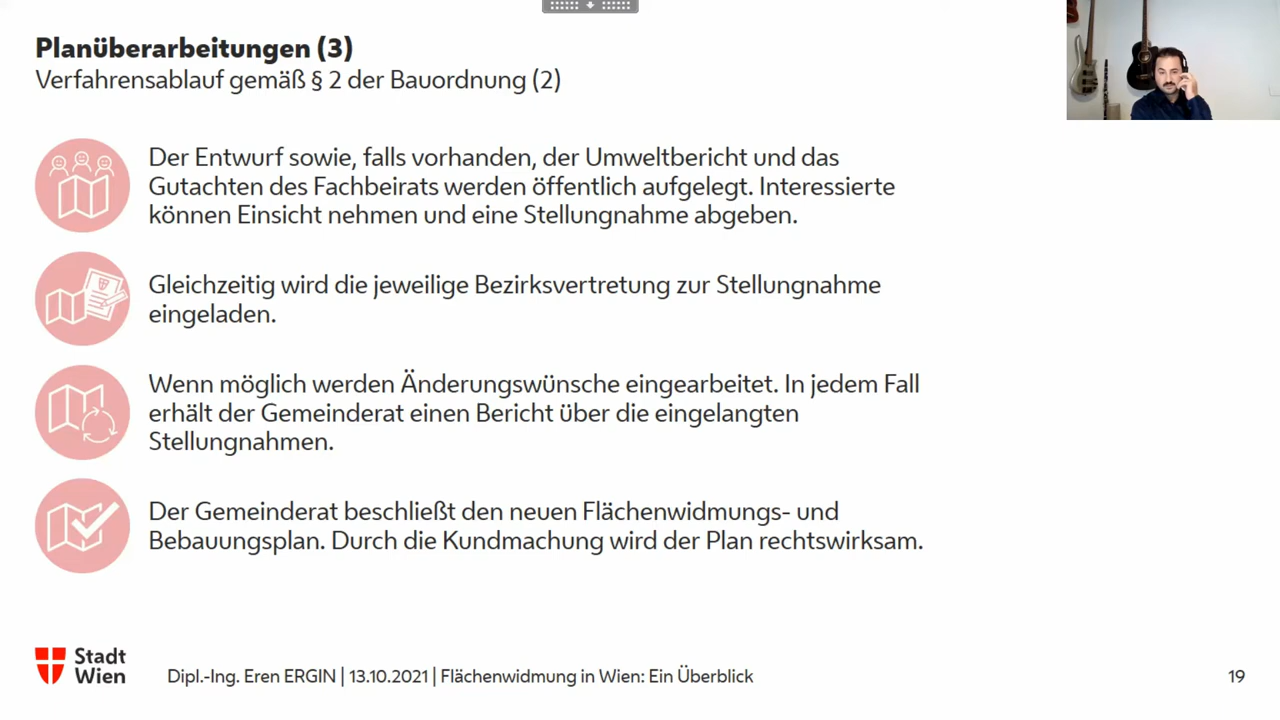 Planüberarbeitungen (3)
Verfahrensablauf gemäß § 2 der Bauordnung (2)
Der Entwurf sowie, falls vorhanden, der Umweltbericht und das
Gutachten des Fachbeirats werden öffentlich aufgelegt. Interessierte
können Einsicht nehmen und eine Stellungnahme abgeben.
Gleichzeitig wird die jeweilige Bezirksvertretung zur Stellungnahme
eingeladen.
Wenn möglich werden Änderungswünsche eingearbeitet. In jedem Fall
erhält der Gemeinderat einen Bericht über die eingelangten
Stellungnahmen.
Der Gemeinderat beschließt den neuen Flächenwidmungs- und
Bebauungsplan. Durch die Kundmachung wird der Plan rechtswirksam.
Stadt
Wien
Dipl.-Ing. Eren ERGIN | 13.10.2021 | Flächenwidmung in Wien: Ein Überblick
19